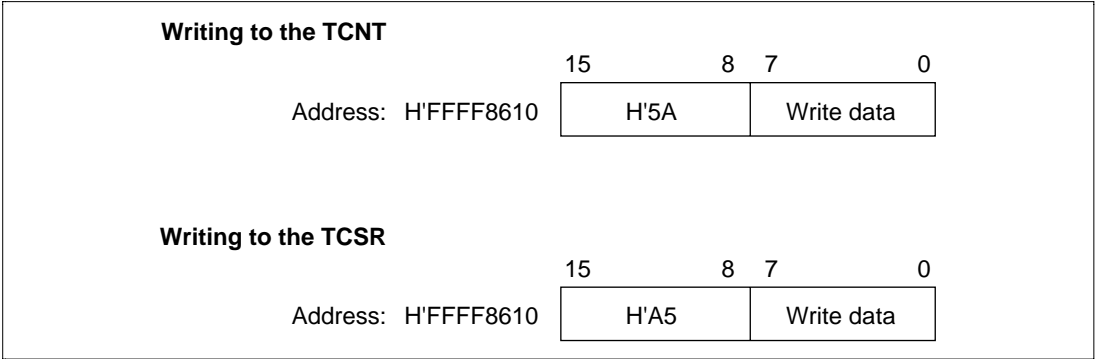 Writing to the TCNT
15 8 7 0
Address: H'FFFF8610 H'5A Write data
Writing to the TCSR
15 8 7 0
Address: H'FFFF8610 H'A5 Write data